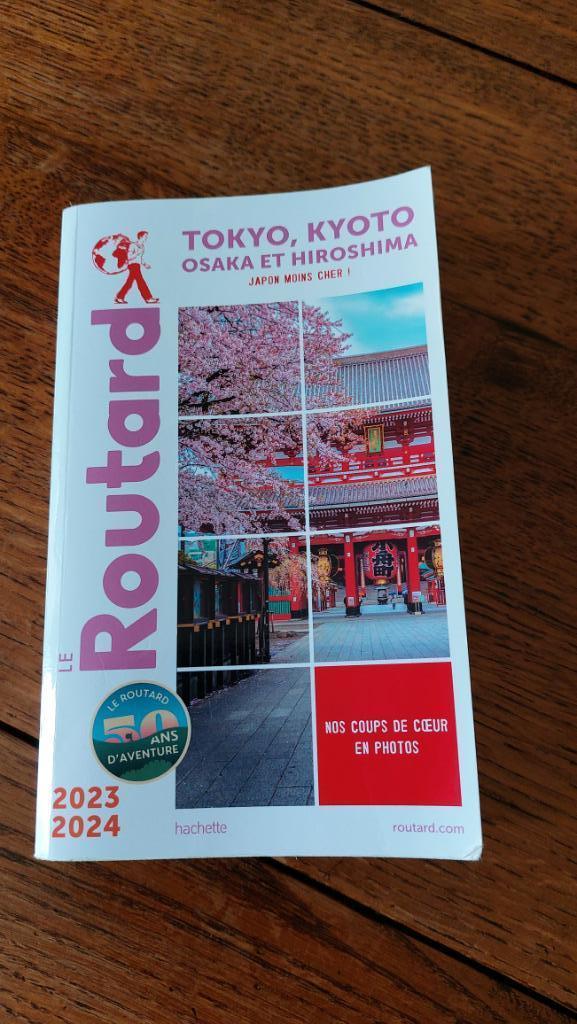 TOKYO, KYOTO
OSAKA ET HIROSHIMA
JAPON MOINS CHER !
LE Routard
LE ROUTARD
50 ANS
D'AVENTURE
NOS COUPS DE CŒUR
EN PHOTOS
2023
2024
hachette
routard.com